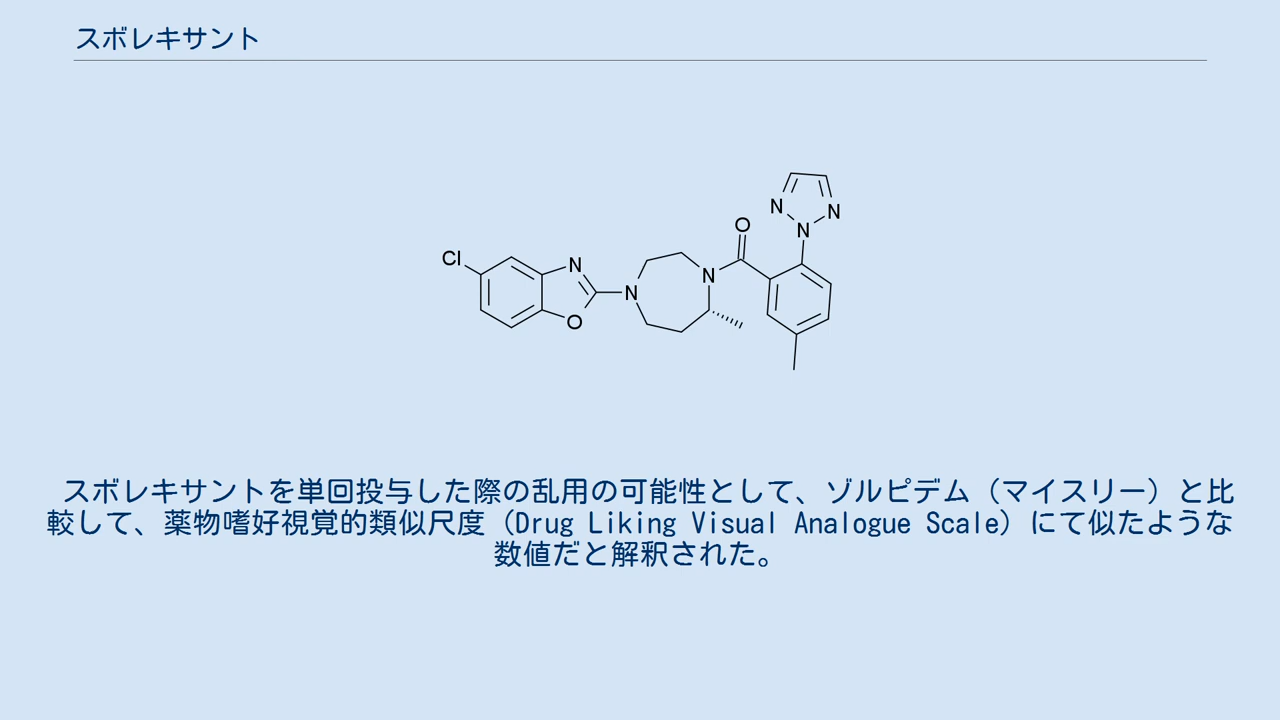 スボレキサント
Cl
N
O
N
N
O
N
N
N
スボレキサントを単回投与した際の乱用の可能性として、ゾルピデム（マイスリー）と比
較して、薬物嗜好視覚的類似尺度（Drug Liking Visual Analogue Scale）にて似たような
数値だと解釈された。